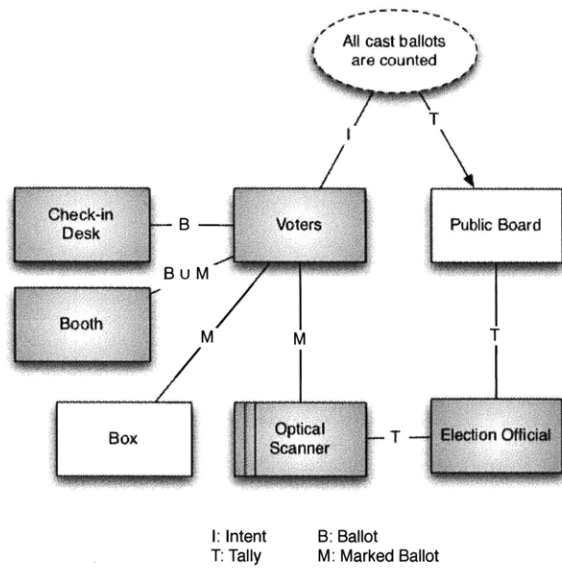 All cast ballots
are counted
I
T
Check-in
Desk
B
Voters
Public Board
B ∪ M
Booth
M
M
T
Box
Optical
Scanner
T
Election Official
I: Intent
B: Ballot
T: Tally
M: Marked Ballot